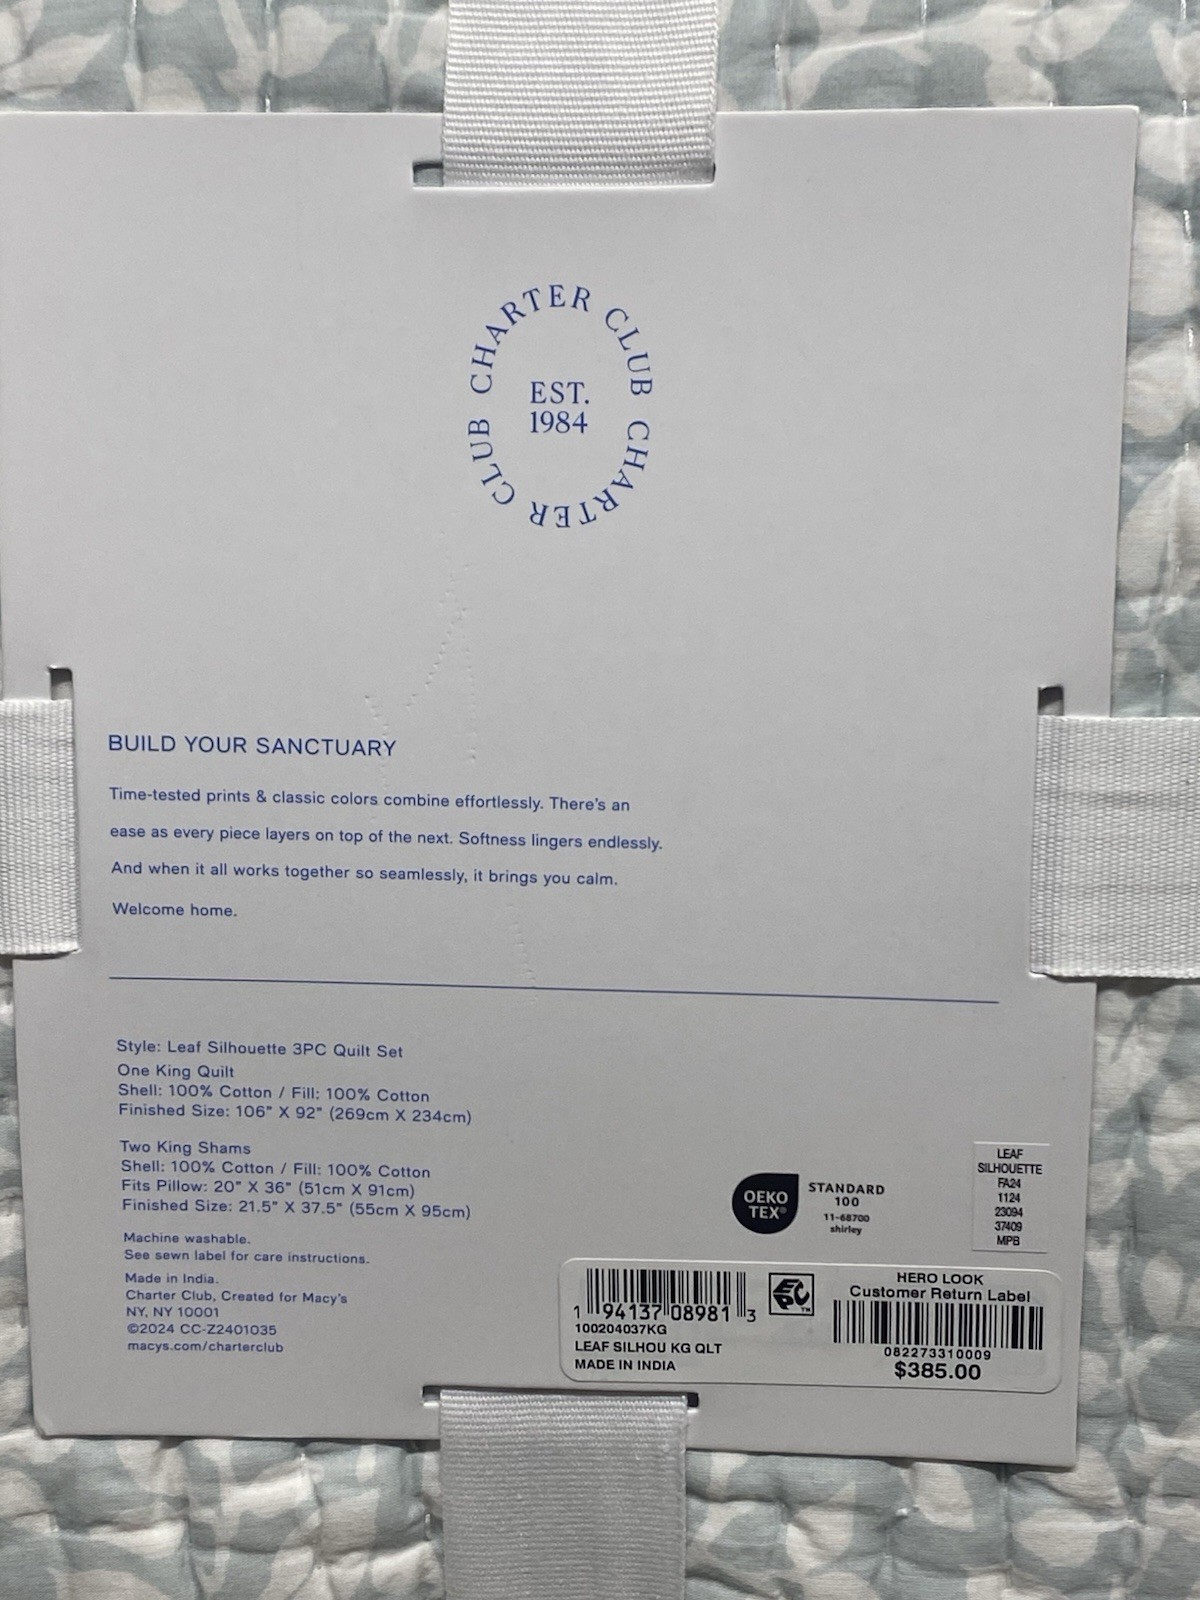 CHARTER CLUB CHARTER CLUB
EST.
1984
BUILD YOUR SANCTUARY
Time-tested prints & classic colors combine effortlessly. There's an
ease as every piece layers on top of the next. Softness lingers endlessly.
And when it all works together so seamlessly, it brings you calm.
Welcome home.
Style: Leaf Silhouette 3PC Quilt Set
One King Quilt
Shell: 100% Cotton / Fill: 100% Cotton
Finished Size: 106" X 92" (269cm X 234cm)
Two King Shams
Shell: 100% Cotton / Fill: 100% Cotton
Fits Pillow: 20" X 36" (51cm X 91cm)
Finished Size: 21.5" X 37.5" (55cm X 95cm)
Machine washable.
See sewn label for care instructions.
Made in India.
Charter Club, Created for Macy's
NY, NY 10001
©2024 CC-Z2401035
macys.com/charterclub
OEKO
TEX®
STANDARD
100
11-68700
shirley
LEAF
SILHOUETTE
FA24
1124
23094
37409
MPB
1 94137 08981 3
100204037KG
LEAF SILHOU KG QLT
MADE IN INDIA
EPC™
HERO LOOK
Customer Return Label
082273310009
$385.00